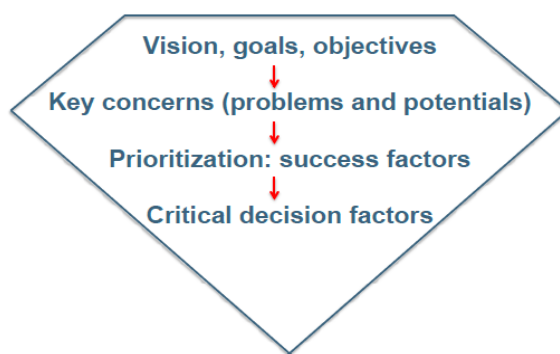 Vision, goals, objectives
Key concerns (problems and potentials)
Prioritization: success factors
Critical decision factors